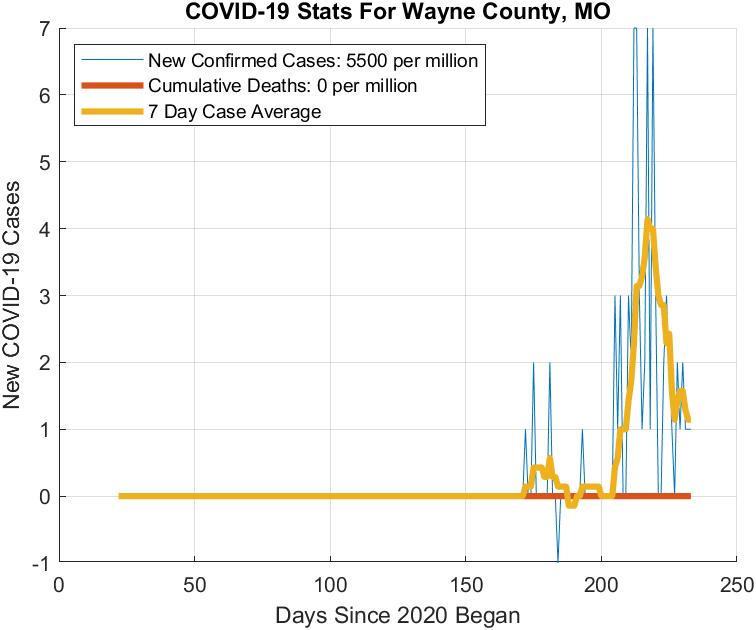 COVID-19 Stats For Wayne County, MO
7
6
5
4
3
2
1
0
-1
New COVID-19 Cases
New Confirmed Cases: 5500 per million
Cumulative Deaths: 0 per million
7 Day Case Average
0 50 100 150 200 250
Days Since 2020 Began